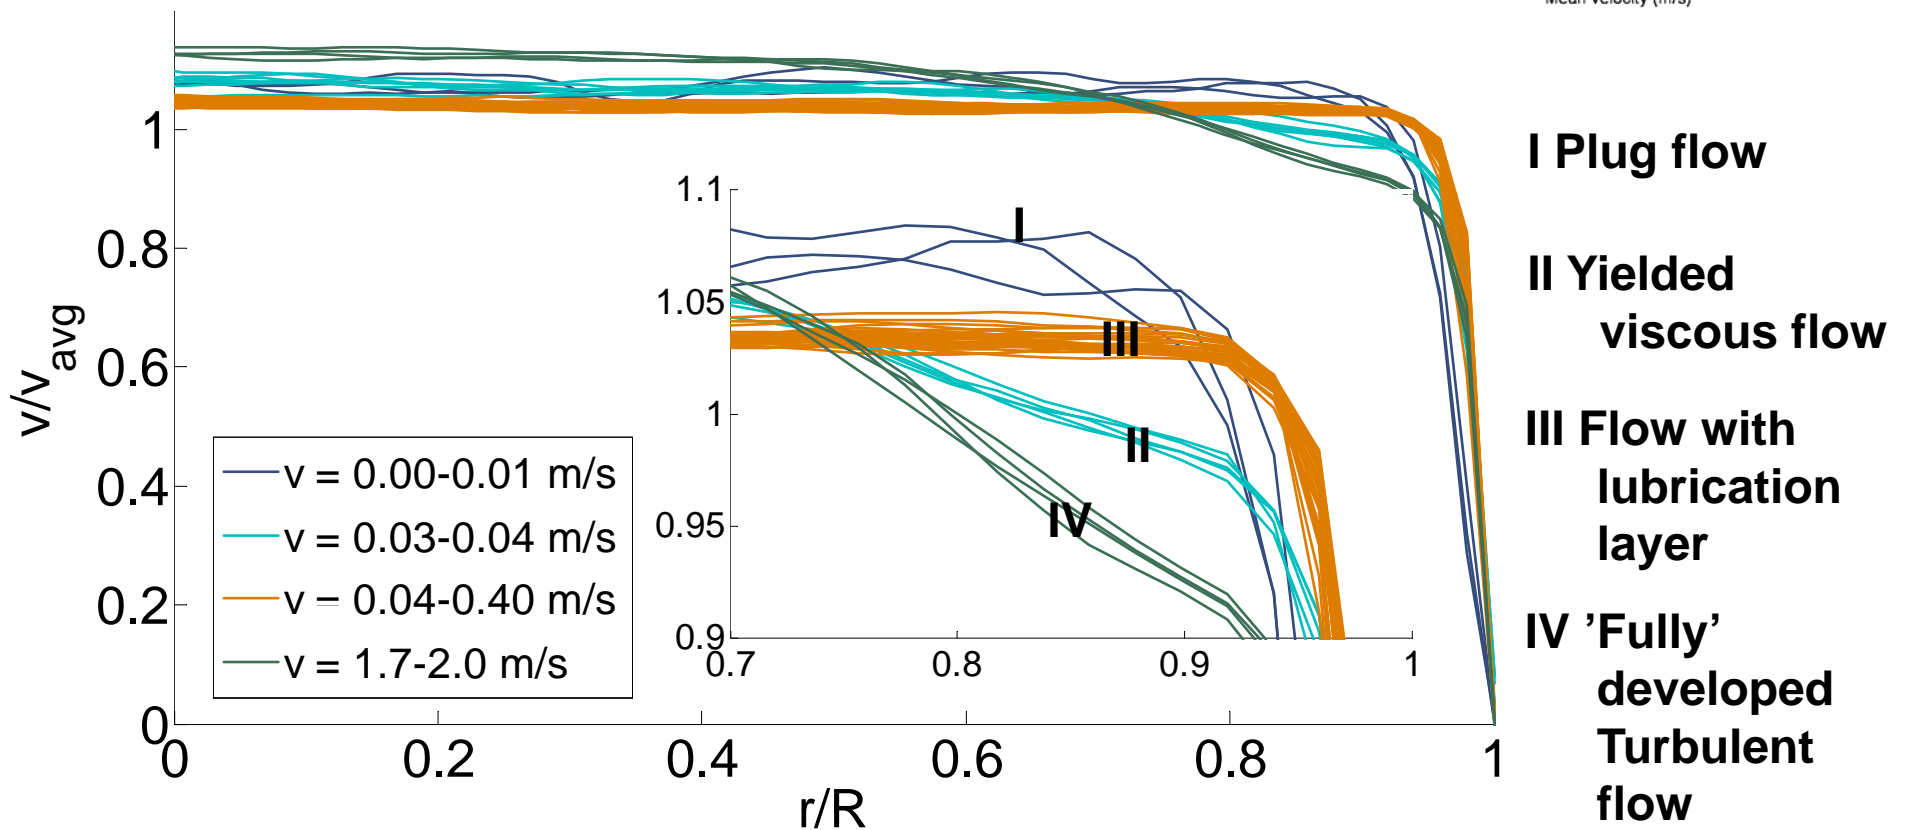 Mean Velocity (m/s)
1
0.8
0.6
0.4
0.2
0
v/v avg
0
0.2
0.4
0.6
0.8
1
r/R
1.1
1.05
1
0.95
0.9
0.7
0.8
0.9
1
I
III
II
IV
v = 0.00-0.01 m/s
v = 0.03-0.04 m/s
v = 0.04-0.40 m/s
v = 1.7-2.0 m/s
I Plug flow
II Yielded
viscous flow
III Flow with
lubrication
layer
IV ’Fully’
developed
Turbulent
flow